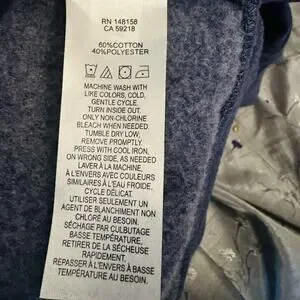 RN 148158
CA 59218
60%COTTON
40%POLYESTER
MACHINE WASH WITH
LIKE COLORS, COLD,
GENTLE CYCLE.
TURN INSIDE OUT.
ONLY NON-CHLORINE
BLEACH WHEN NEEDED.
TUMBLE DRY LOW,
REMOVE PROMPTLY.
PRESS WITH COOL IRON,
ON WRONG SIDE, AS NEEDED
LAVER À LA MACHINE
À L'ENVERS AVEC COULEURS
SIMILAIRES À L'EAU FROIDE,
CYCLE DÉLICAT.
UTILISER SEULEMENT UN
AGENT DE BLANCHIMENT NON
CHLORÉ AU BESOIN.
SÉCHAGE PAR CULBUTAGE
BASSE TEMPÉRATURE.
RETIRER DE LA SÉCHEUSE
RAPIDEMENT.
REPASSER À L'ENVERS À BASSE
TEMPÉRATURE AU BESOIN.